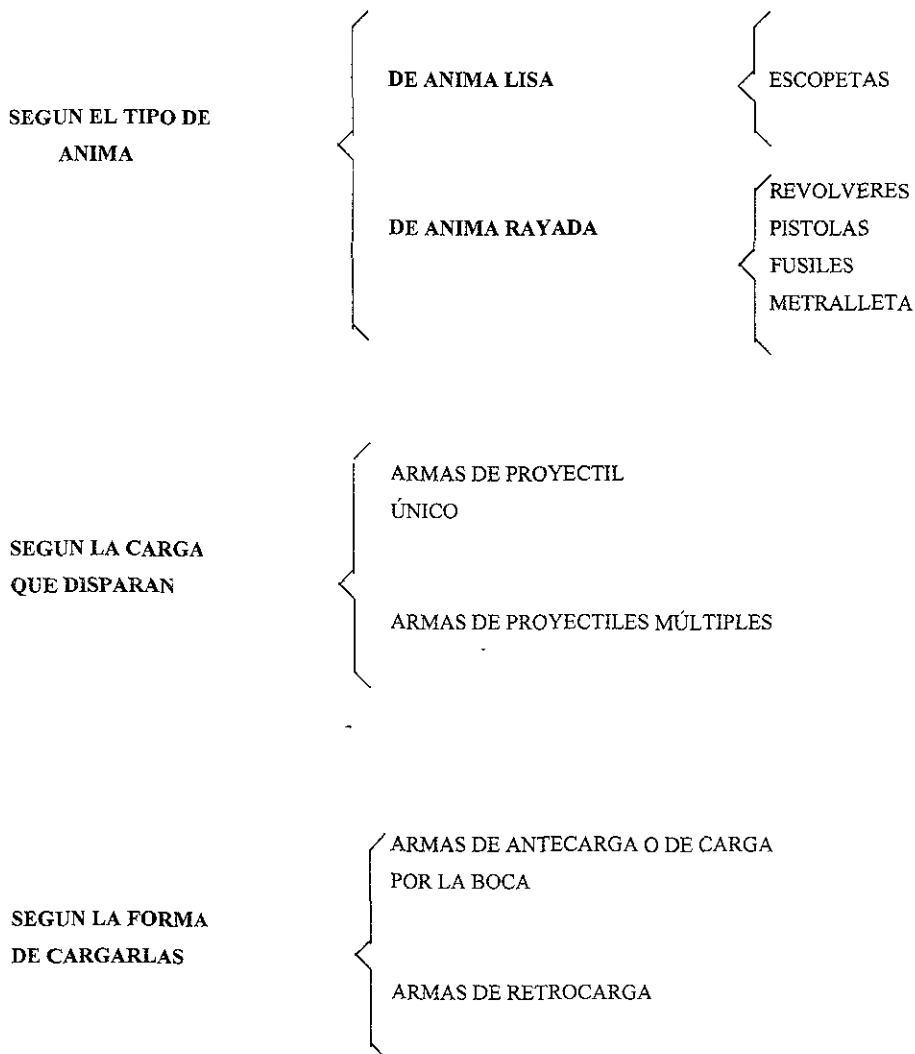 SEGUN EL TIPO DE
ANIMA
DE ANIMA LISA
ESCOPETAS
DE ANIMA RAYADA
REVOLVERES
PISTOLAS
FUSILES
METRALLETA
SEGUN LA CARGA
QUE DISPARAN
ARMAS DE PROYECTIL
ÚNICO
ARMAS DE PROYECTILES MÚLTIPLES
SEGUN LA FORMA
DE CARGARLAS
ARMAS DE ANTECARGA O DE CARGA
POR LA BOCA
ARMAS DE RETROCARGA